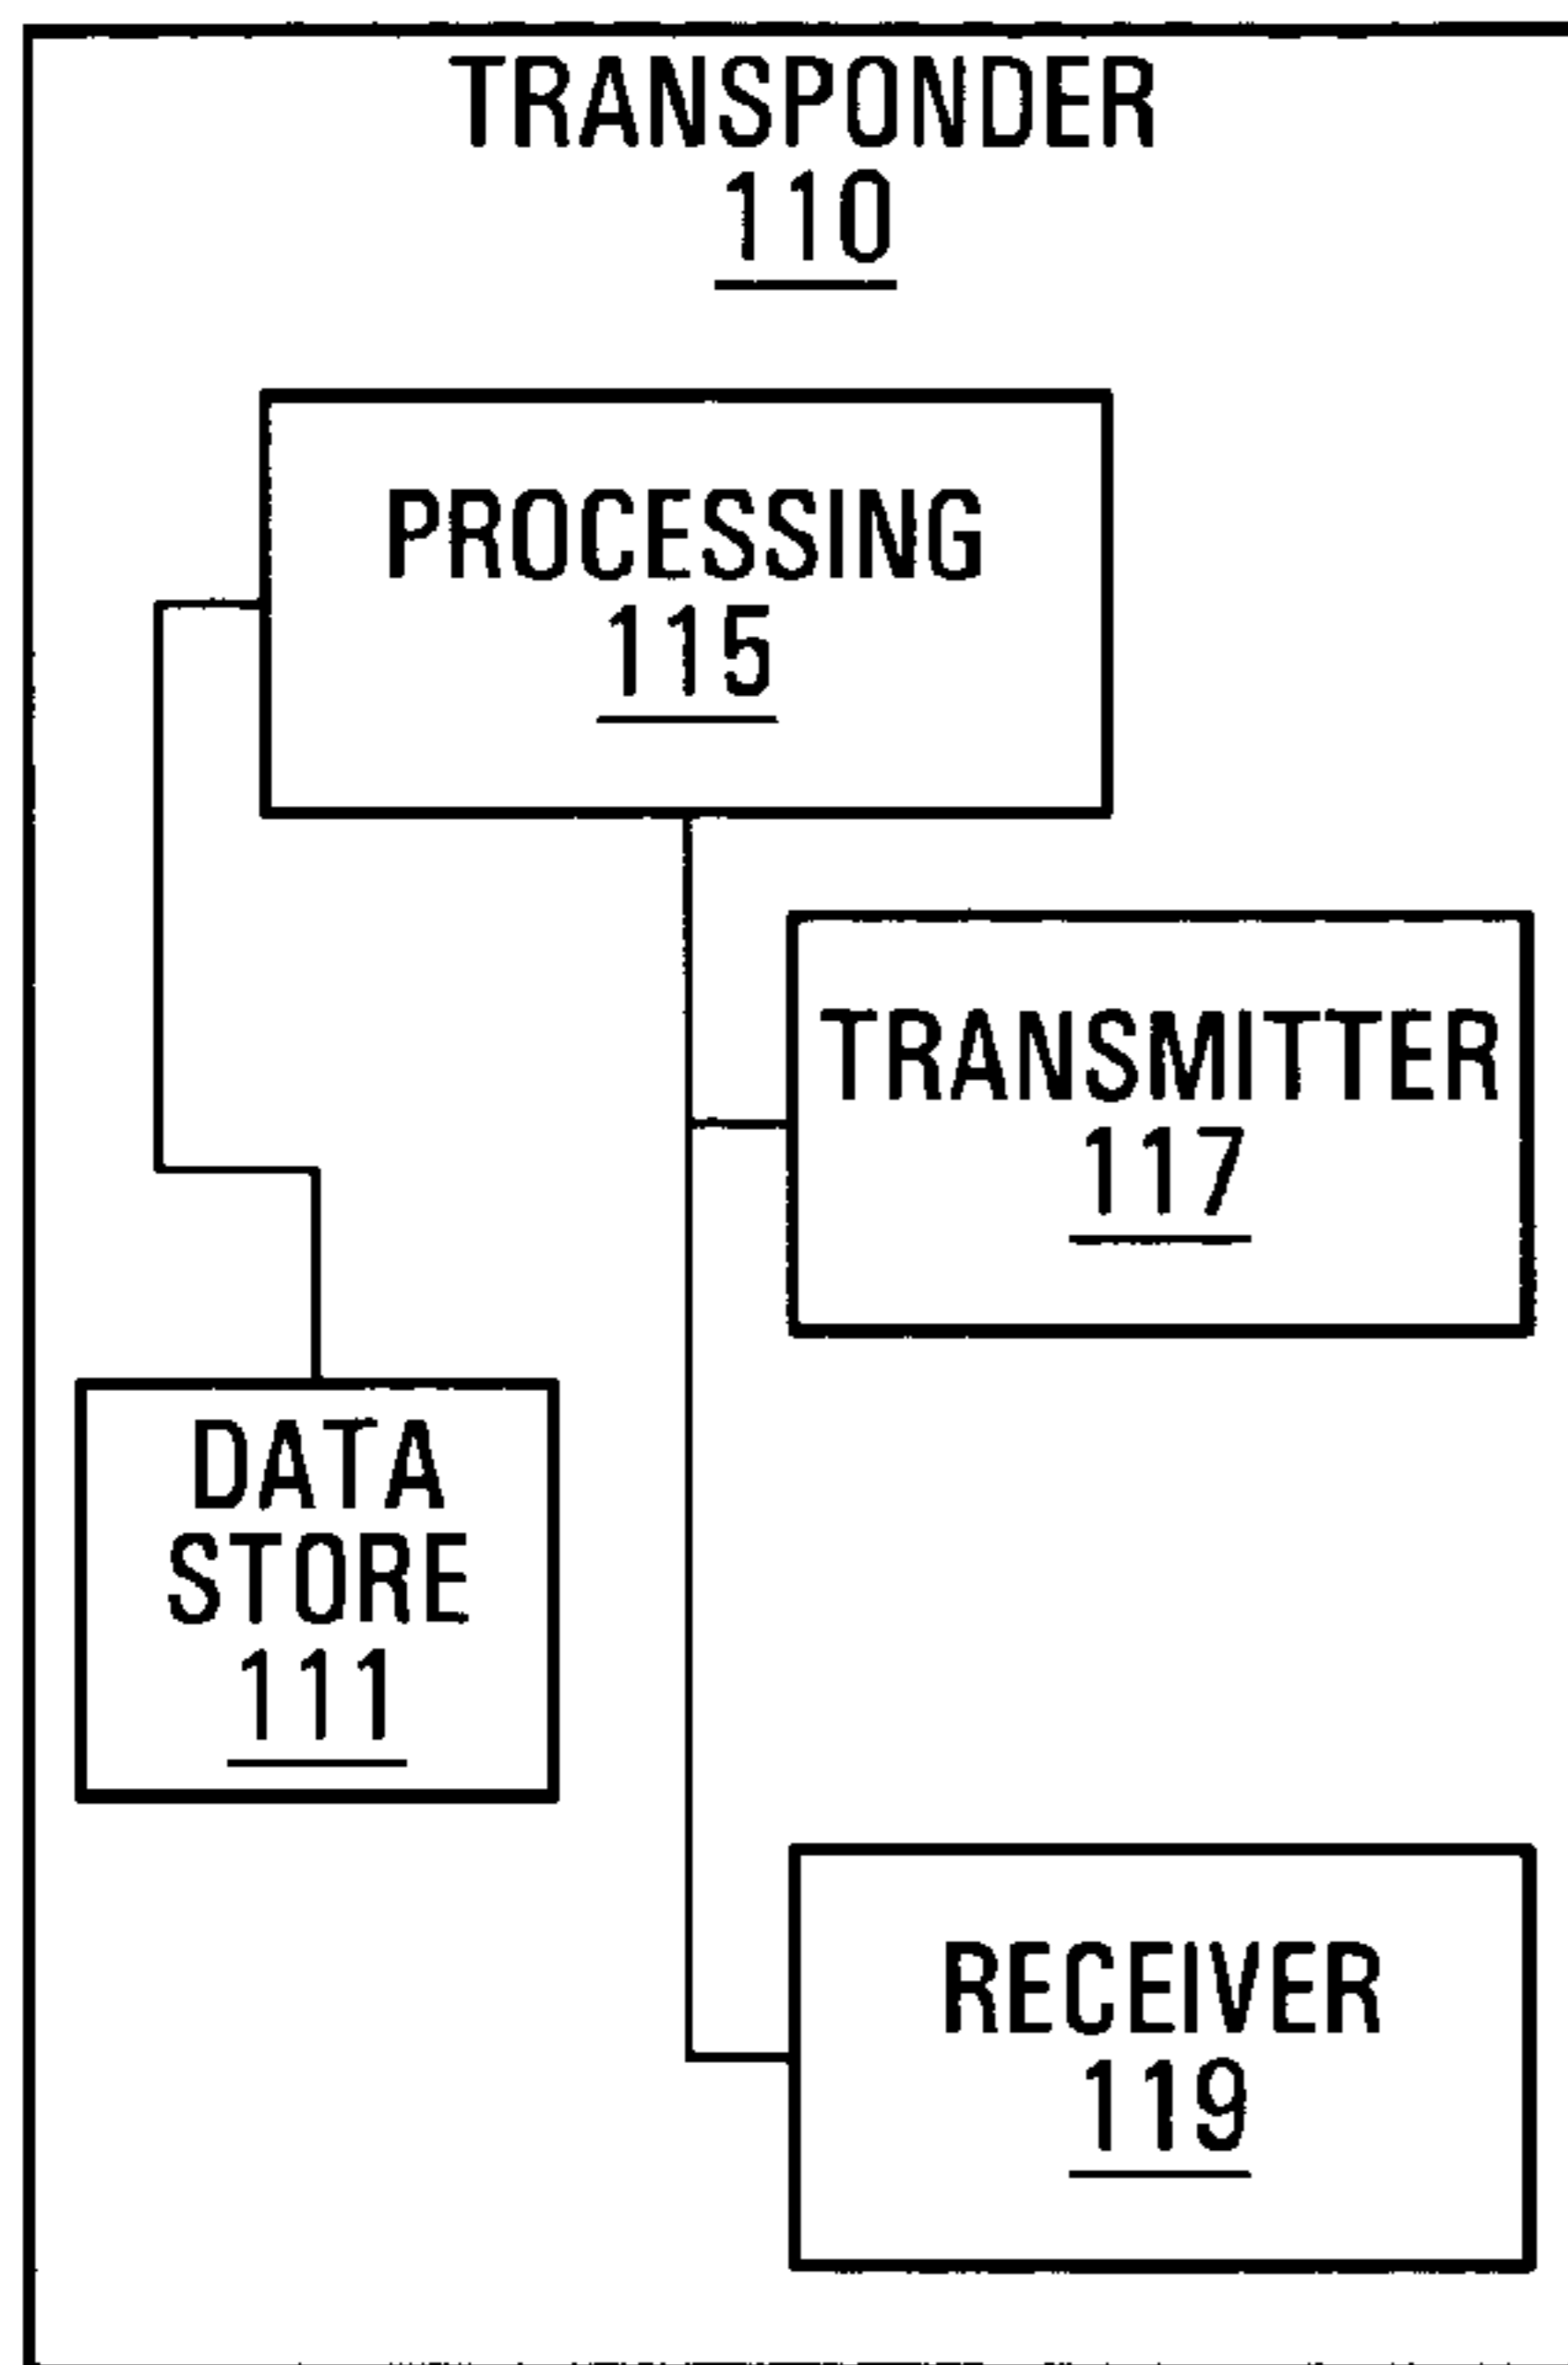 TRANSPONDER
110
PROCESSING
115
TRANSMITTER
117
DATA
STORE
111
RECEIVER
119